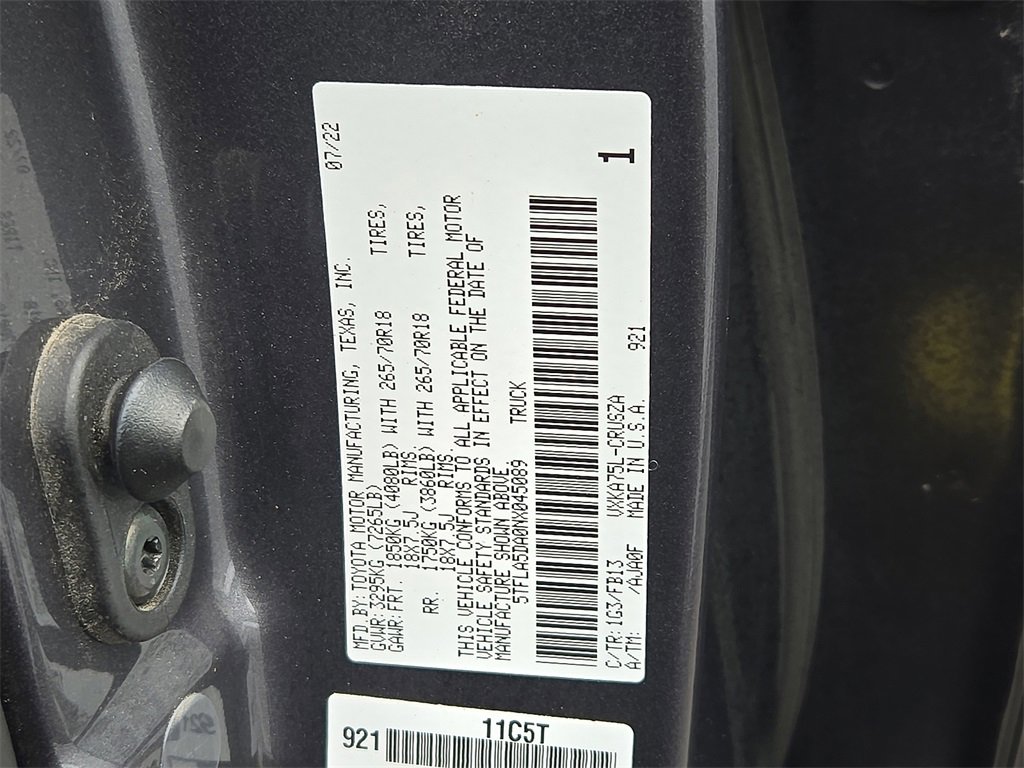 MFD.BY: TOYOTA MOTOR MANUFACTURING, TEXAS, INC. 07/22
GVWR:3295KG (7265LB)
GAWR:FRT. 1850KG (4080LB) WITH 265/70R18 TIRES,
18X7.5J RIMS.
RR. 1750KG (3860LB) WITH 265/70R18 TIRES,
18X7.5J RIMS.
THIS VEHICLE CONFORMS TO ALL APPLICABLE FEDERAL MOTOR
VEHICLE SAFETY STANDARDS IN EFFECT ON THE DATE OF
MANUFACTURE SHOWN ABOVE.
5TFLA5DA0NX045089 TRUCK
1
C/TR: 1G3/FB13 VXKA75L-CRUSZA 921
A/TM: /AJA0F MADE IN U.S.A.
11C5T
921
921